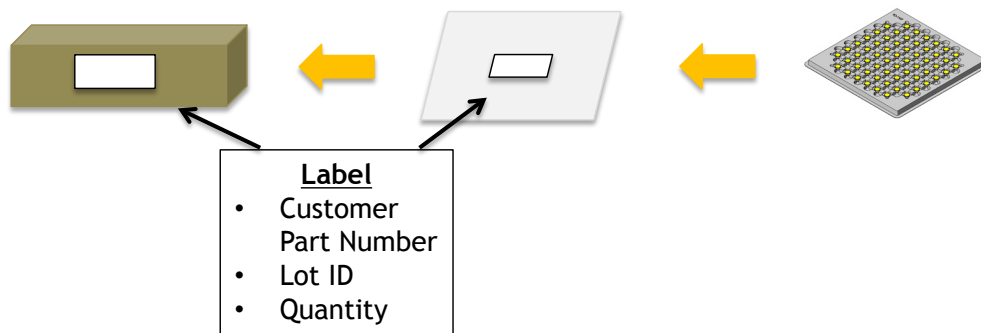 Label
• Customer
Part Number
• Lot ID
• Quantity